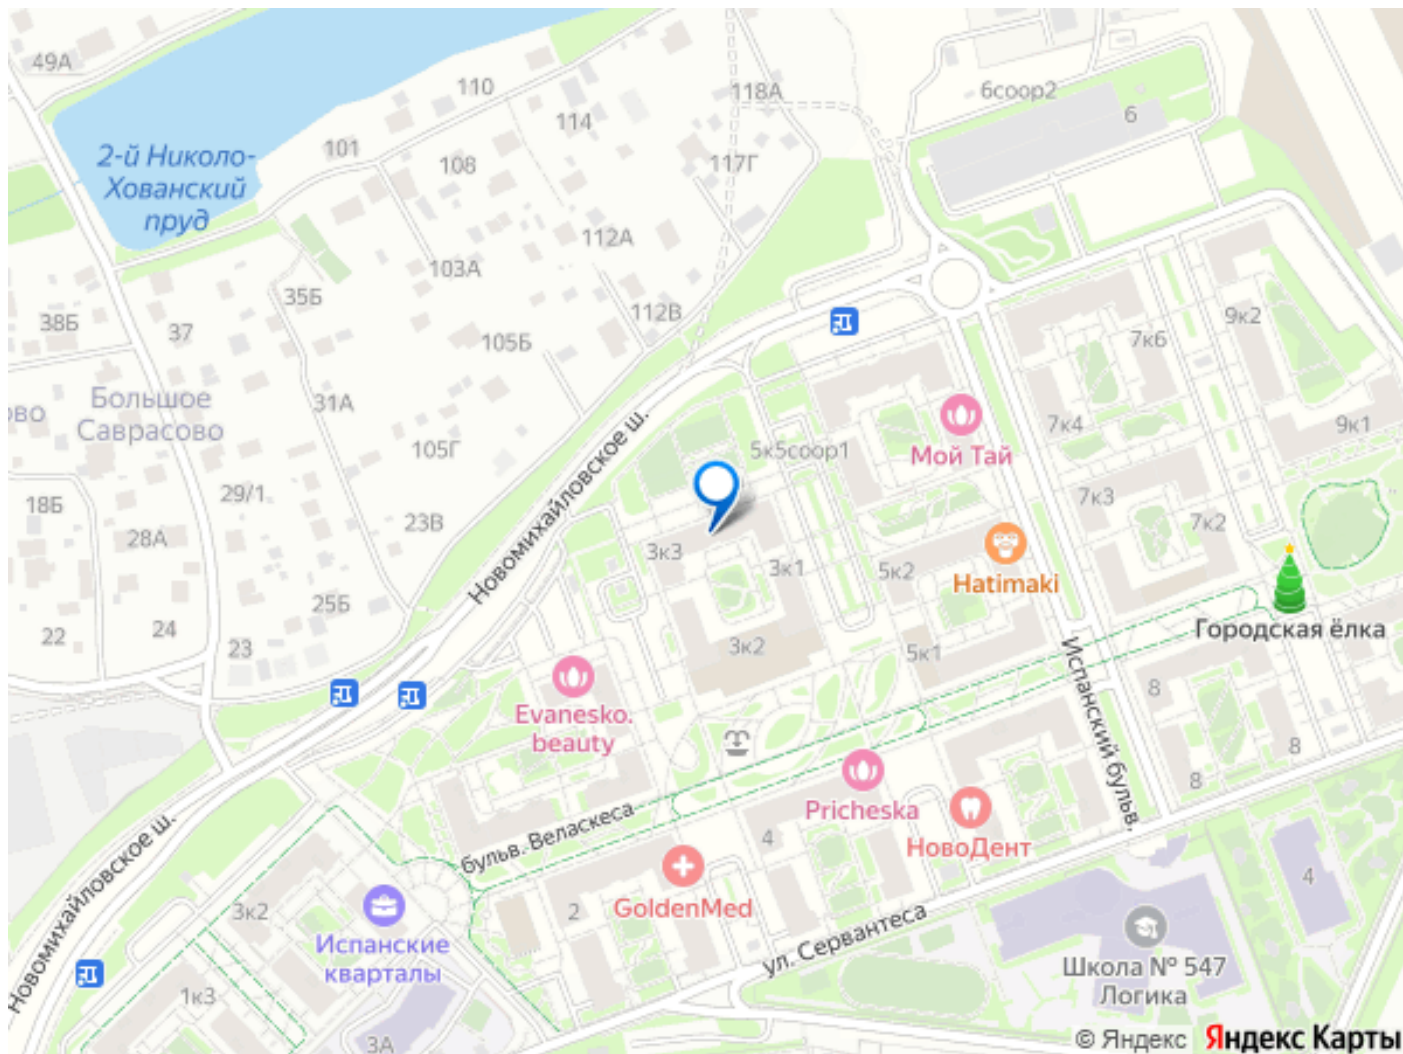 49А
110
118А
6соор2
6
114
2-й Николо-
Хованский
пруд
101
108
117Г
112А
103А
35Б
38Б
37
112В
105Б
9к2
7к6
Большое
Саврасово
ово
31А
Новомихайловское ш.
7к4
9к1
105Г
5к5соор1
Мой Тай
18Б
29/1
7к3
23В
7к2
28А
3к3
3к1
5к2
Hatimaki
25Б
22
24
23
3к2
5к1
Городская ёлка
Испанский бульв.
8
Evanesko.
beauty
8
8
Pricheska
бульв. Веласкеса
4
НовоДент
Новомихайловское ш.
4
3к2
2
GoldenMed
ул. Сервантеса
Испанские
кварталы
Школа № 547
Логика
1к3
3А
© Яндекс Яндекс Карты